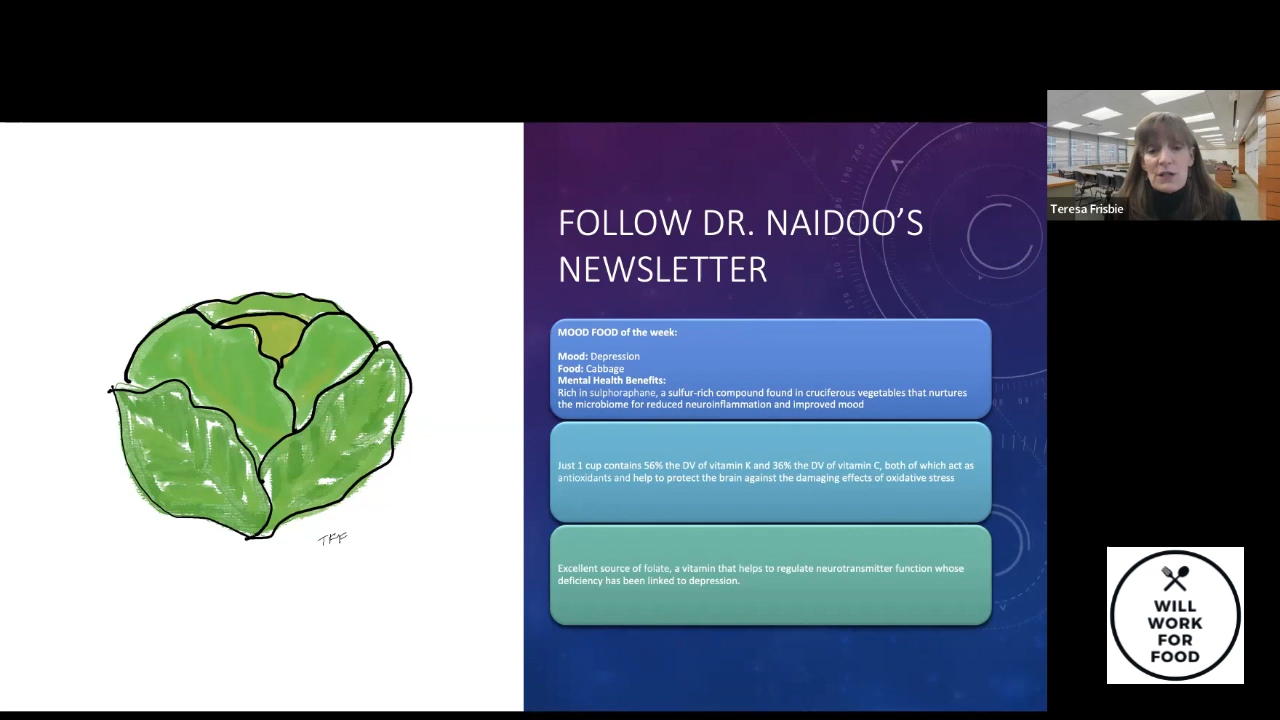 FOLLOW DR. NAIDOO'S
NEWSLETTER
MOOD FOOD of the week:
Mood: Depression
Food: Cabbage
Mental Health Benefits:
Rich in sulphoraphane, a sulfur-rich compound found in cruciferous vegetables that nurtures
the microbiome for reduced neuroinflammation and improved mood
Just 1 cup contains 56% the DV of vitamin K and 36% the DV of vitamin C, both of which act as
antioxidants and help to protect the brain against the damaging effects of oxidative stress
Excellent source of folate, a vitamin that helps to regulate neurotransmitter function whose
deficiency has been linked to depression.
TKF
Teresa Frisbie
WILL
WORK
FOR
FOOD